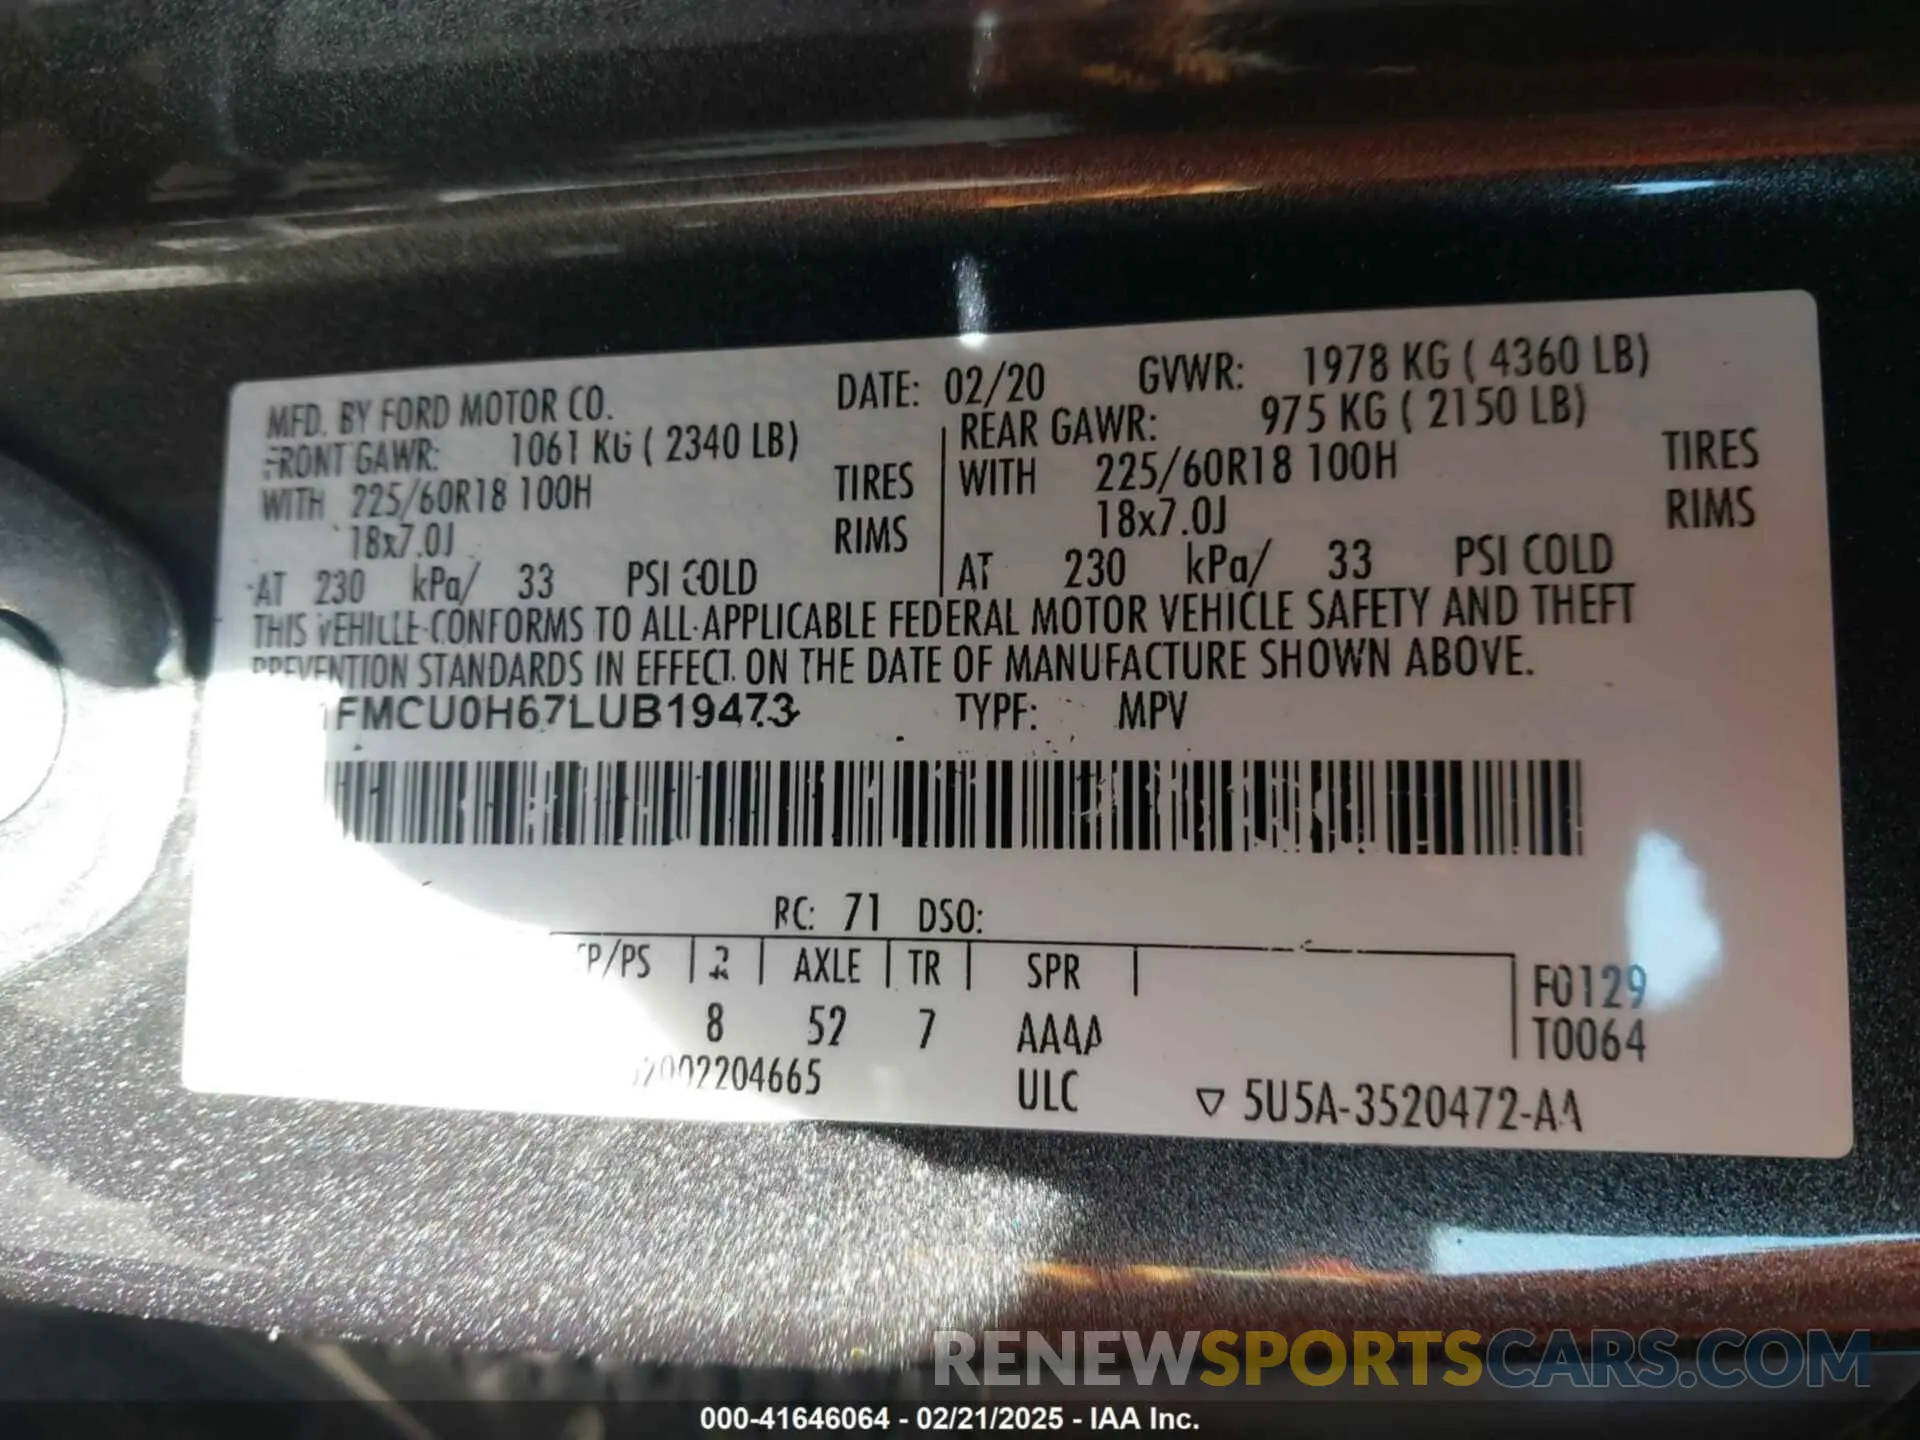 MFD. BY FORD MOTOR CO. DATE: 02/20 GVWR: 1978 KG ( 4360 LB)
FRONT GAWR: 1061 KG ( 2340 LB) REAR GAWR: 975 KG ( 2150 LB)
WITH 225/60R18 100H TIRES WITH 225/60R18 100H TIRES
18x7.0J RIMS 18x7.0J RIMS
AT 230 kPa/ 33 PSI COLD AT 230 kPa/ 33 PSI COLD
THIS VEHICLE CONFORMS TO ALL APPLICABLE FEDERAL MOTOR VEHICLE SAFETY AND THEFT
PREVENTION STANDARDS IN EFFECT ON THE DATE OF MANUFACTURE SHOWN ABOVE.
1FMCU0H67LUB19473 TYPE: MPV
RC: 71 DSO:
/PS R AXLE TR SPR F0129
8 52 7 AAAA T0064
2204665 ULC ▽ 5U5A-3520472-AA
RENEWSPORTSCARS.COM
000-41646064 - 02/21/2025 - IAA Inc.